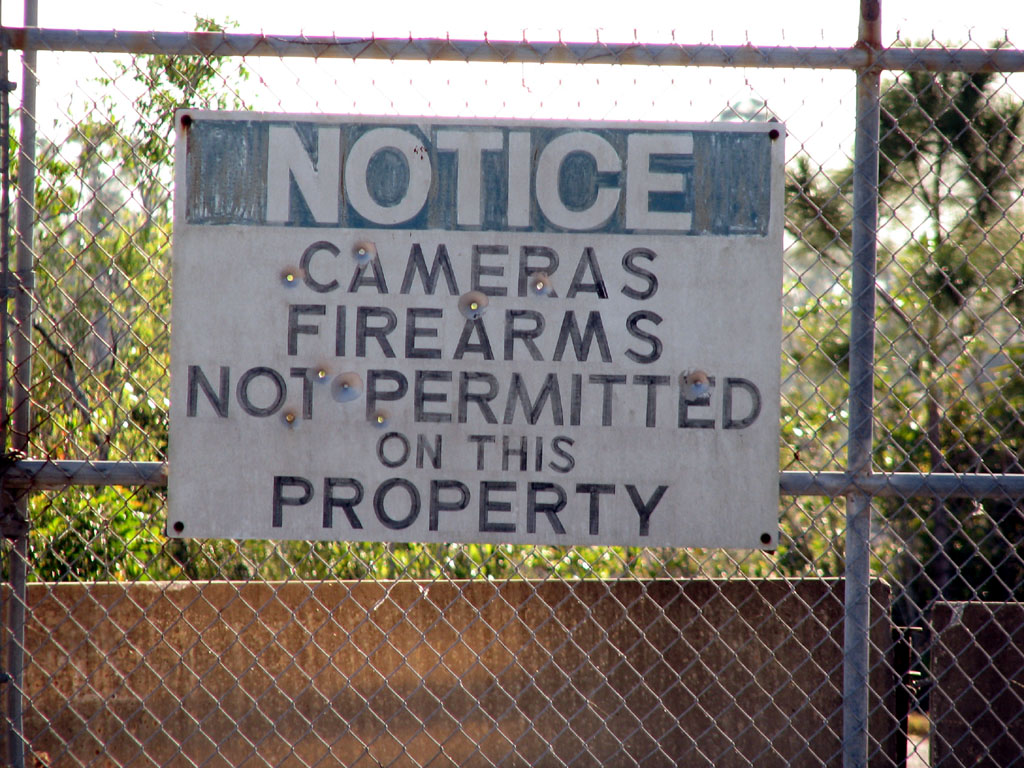 NOTICE
CAMERAS
FIREARMS
NOT PERMITTED
ON THIS
PROPERTY